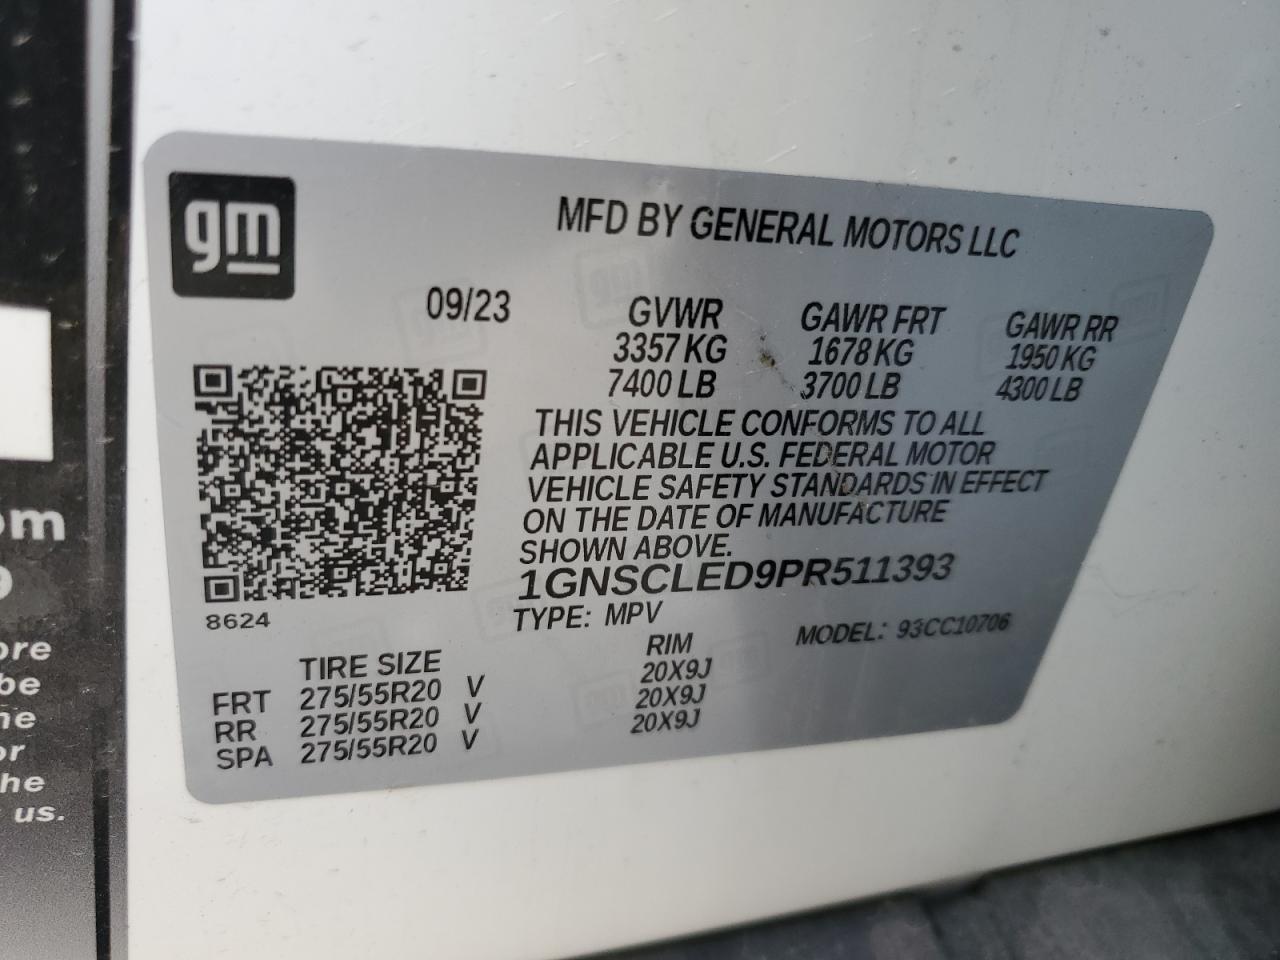 gm
MFD BY GENERAL MOTORS LLC
09/23 GVWR GAWR FRT GAWR RR
3357 KG 1678 KG 1950 KG
7400 LB 3700 LB 4300 LB
THIS VEHICLE CONFORMS TO ALL
APPLICABLE U.S. FEDERAL MOTOR
VEHICLE SAFETY STANDARDS IN EFFECT
ON THE DATE OF MANUFACTURE
SHOWN ABOVE.
1GNSCLED9PR511393
8624
TYPE: MPV MODEL: 93CC10706
TIRE SIZE RIM
FRT 275/55R20 V 20X9J
RR 275/55R20 V 20X9J
SPA 275/55R20 V 20X9J
om
9
ore
be
ne
or
he
us.